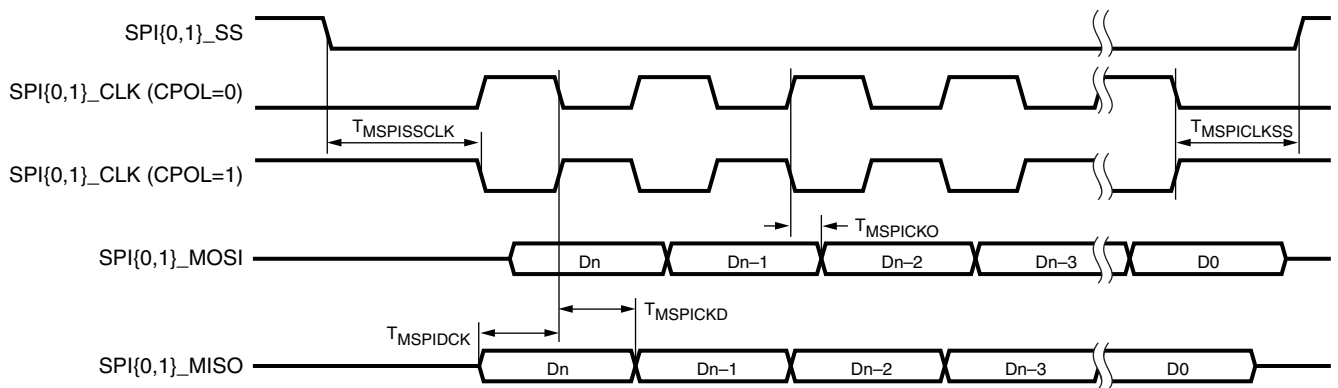 SPI{0,1}_SS
SPI{0,1}_CLK (CPOL=0)
TMSPISSCLK
TMSPICLKSS
SPI{0,1}_CLK (CPOL=1)
TMSPICKO
SPI{0,1}_MOSI
Dn
Dn–1
Dn–2
Dn–3
D0
TMSPICKD
TMSPIDCK
SPI{0,1}_MISO
Dn
Dn–1
Dn–2
Dn–3
D0